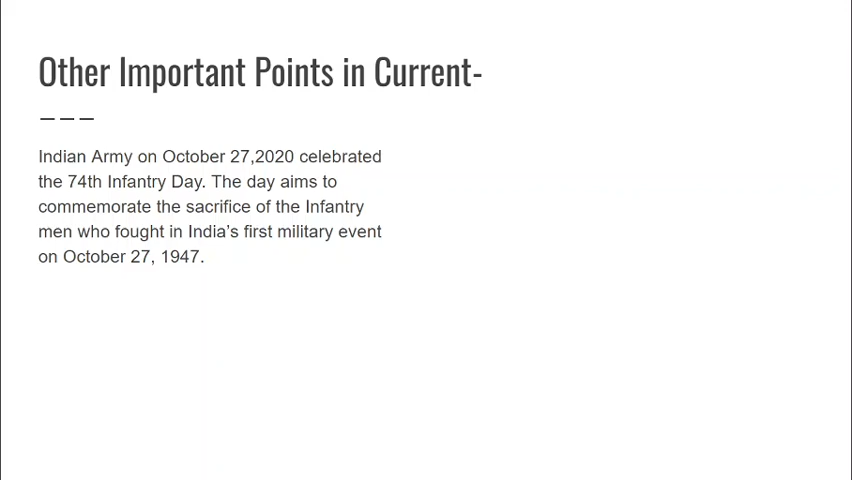 Other Important Points in Current-
Indian Army on October 27,2020 celebrated
the 74th Infantry Day. The day aims to
commemorate the sacrifice of the Infantry
men who fought in India’s first military event
on October 27, 1947.